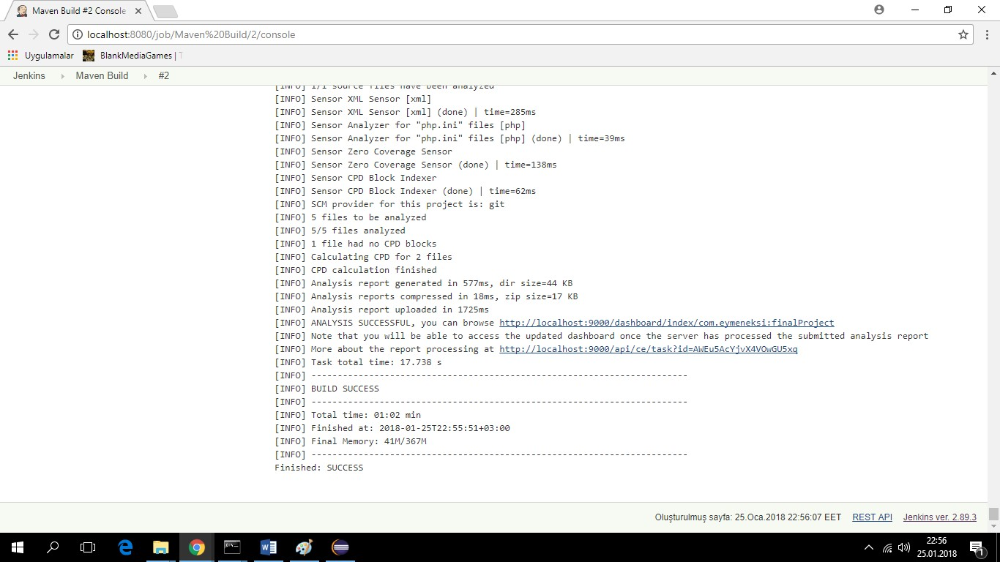 Maven Build #2 Console
localhost:8080/job/Maven%20Build/2/console
Uygulamalar
BlankMediaGames | T
Jenkins
Maven Build
#2
[INFO] 1/1 source files have been analyzed
[INFO] Sensor XML Sensor [xml]
[INFO] Sensor XML Sensor [xml] (done) | time=285ms
[INFO] Sensor Analyzer for "php.ini" files [php]
[INFO] Sensor Analyzer for "php.ini" files [php] (done) | time=39ms
[INFO] Sensor Zero Coverage Sensor
[INFO] Sensor Zero Coverage Sensor (done) | time=138ms
[INFO] Sensor CPD Block Indexer
[INFO] Sensor CPD Block Indexer (done) | time=62ms
[INFO] SCM provider for this project is: git
[INFO] 5 files to be analyzed
[INFO] 5/5 files analyzed
[INFO] 1 file had no CPD blocks
[INFO] Calculating CPD for 2 files
[INFO] CPD calculation finished
[INFO] Analysis report generated in 577ms, dir size=44 KB
[INFO] Analysis reports compressed in 18ms, zip size=17 KB
[INFO] Analysis report uploaded in 1725ms
[INFO] ANALYSIS SUCCESSFUL, you can browse http://localhost:9000/dashboard/index/com.eymeneksi:finalProject
[INFO] Note that you will be able to access the updated dashboard once the server has processed the submitted analysis report
[INFO] More about the report processing at http://localhost:9000/api/ce/task?id=AWEu5AcYjvX4VOwGU5xq
[INFO] Task total time: 17.738 s
[INFO] ------------------------------------------------------------------------
[INFO] BUILD SUCCESS
[INFO] ------------------------------------------------------------------------
[INFO] Total time: 01:02 min
[INFO] Finished at: 2018-01-25T22:55:51+03:00
[INFO] Final Memory: 41M/367M
[INFO] ------------------------------------------------------------------------
Finished: SUCCESS
Oluşturulmuş sayfa: 25.Oca.2018 22:56:07 EET
REST API
Jenkins ver. 2.89.3
22:56
25.01.2018
1